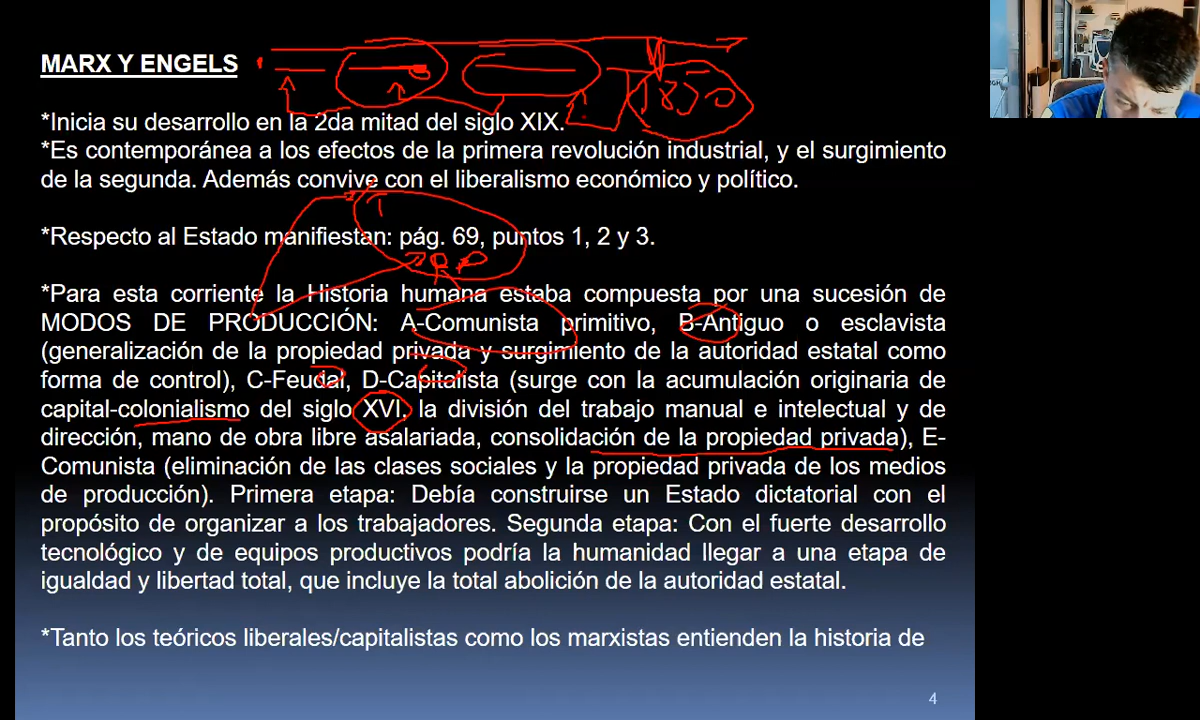 MARX Y ENGELS
1850
*Inicia su desarrollo en la 2da mitad del siglo XIX.
*Es contemporánea a los efectos de la primera revolución industrial, y el surgimiento
de la segunda. Además convive con el liberalismo económico y político.
*Respecto al Estado manifiestan: pág. 69, puntos 1, 2 y 3.
*Para esta corriente la Historia humana estaba compuesta por una sucesión de
MODOS DE PRODUCCIÓN: A-Comunista primitivo, B-Antiguo o esclavista
(generalización de la propiedad privada y surgimiento de la autoridad estatal como
forma de control), C-Feudal, D-Capitalista (surge con la acumulación originaria de
capital-colonialismo del siglo XVI, la división del trabajo manual e intelectual y de
dirección, mano de obra libre asalariada, consolidación de la propiedad privada), E-
Comunista (eliminación de las clases sociales y la propiedad privada de los medios
de producción). Primera etapa: Debía construirse un Estado dictatorial con el
propósito de organizar a los trabajadores. Segunda etapa: Con el fuerte desarrollo
tecnológico y de equipos productivos podría la humanidad llegar a una etapa de
igualdad y libertad total, que incluye la total abolición de la autoridad estatal.
*Tanto los teóricos liberales/capitalistas como los marxistas entienden la historia de
4